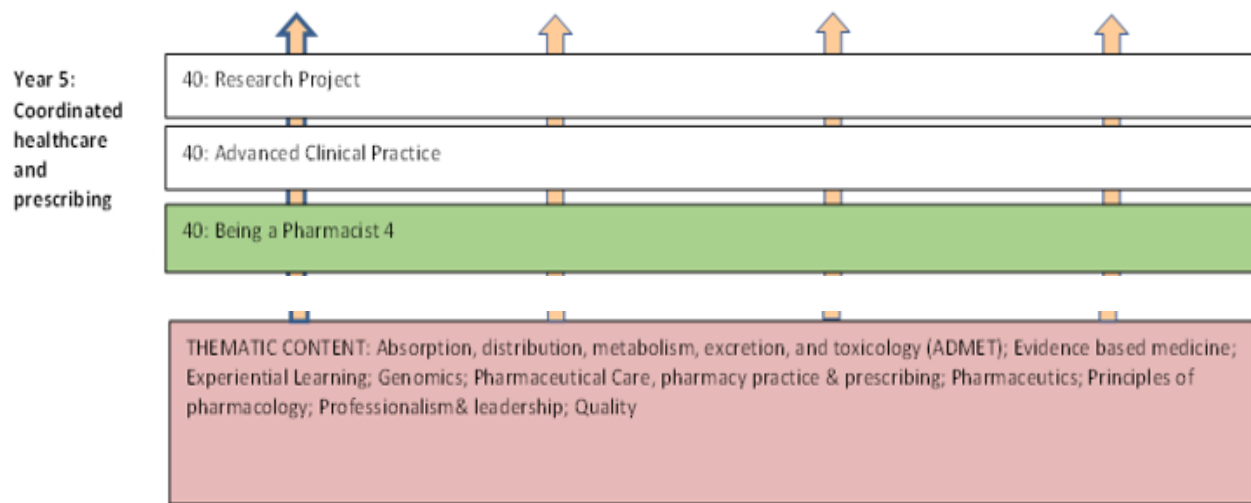 Year 5:
Coordinated
healthcare
and
prescribing
40: Research Project
40: Advanced Clinical Practice
40: Being a Pharmacist 4
THEMATIC CONTENT: Absorption, distribution, metabolism, excretion, and toxicology (ADMET); Evidence based medicine;
Experiential Learning; Genomics; Pharmaceutical Care, pharmacy practice & prescribing; Pharmaceutics; Principles of
pharmacology; Professionalism& leadership; Quality